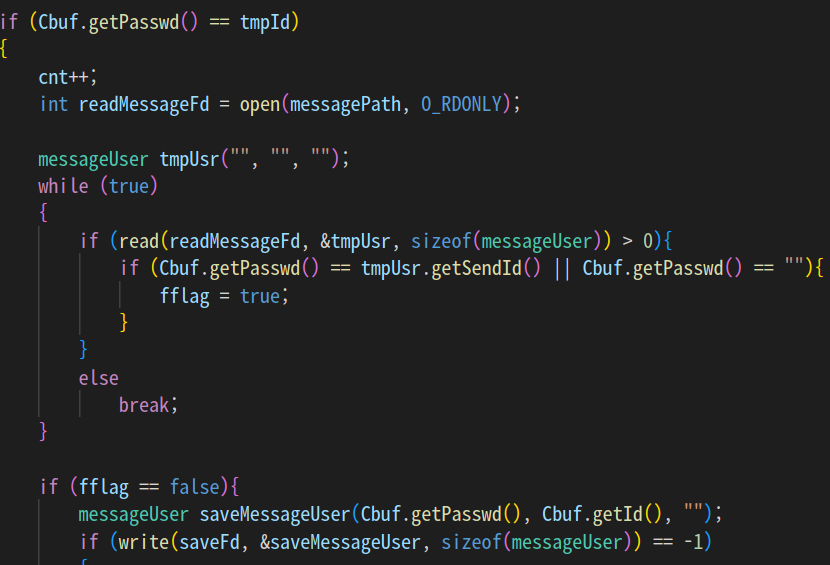 if (Cbuf.getPasswd() == tmpId)
{
cnt++;
int readMessageFd = open(messagePath, O_RDONLY);
messageUser tmpUsr("", "", "");
while (true)
{
if (read(readMessageFd, &tmpUsr, sizeof(messageUser)) > 0){
if (Cbuf.getPasswd() == tmpUsr.getSendId() || Cbuf.getPasswd() == ""){
fflag = true;
}
}
else
break;
}
if (fflag == false){
messageUser saveMessageUser(Cbuf.getPasswd(), Cbuf.getId(), "");
if (write(saveFd, &saveMessageUser, sizeof(messageUser)) == -1)